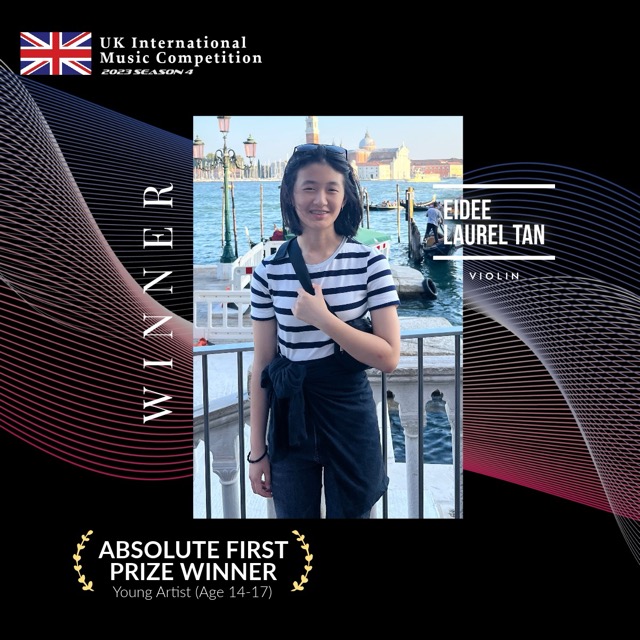 UK International
Music Competition
2023 SEASON 4
WINNER
EIDEE
LAUREL TAN
VIOLIN
ABSOLUTE FIRST
PRIZE WINNER
Young Artist (Age 14-17)